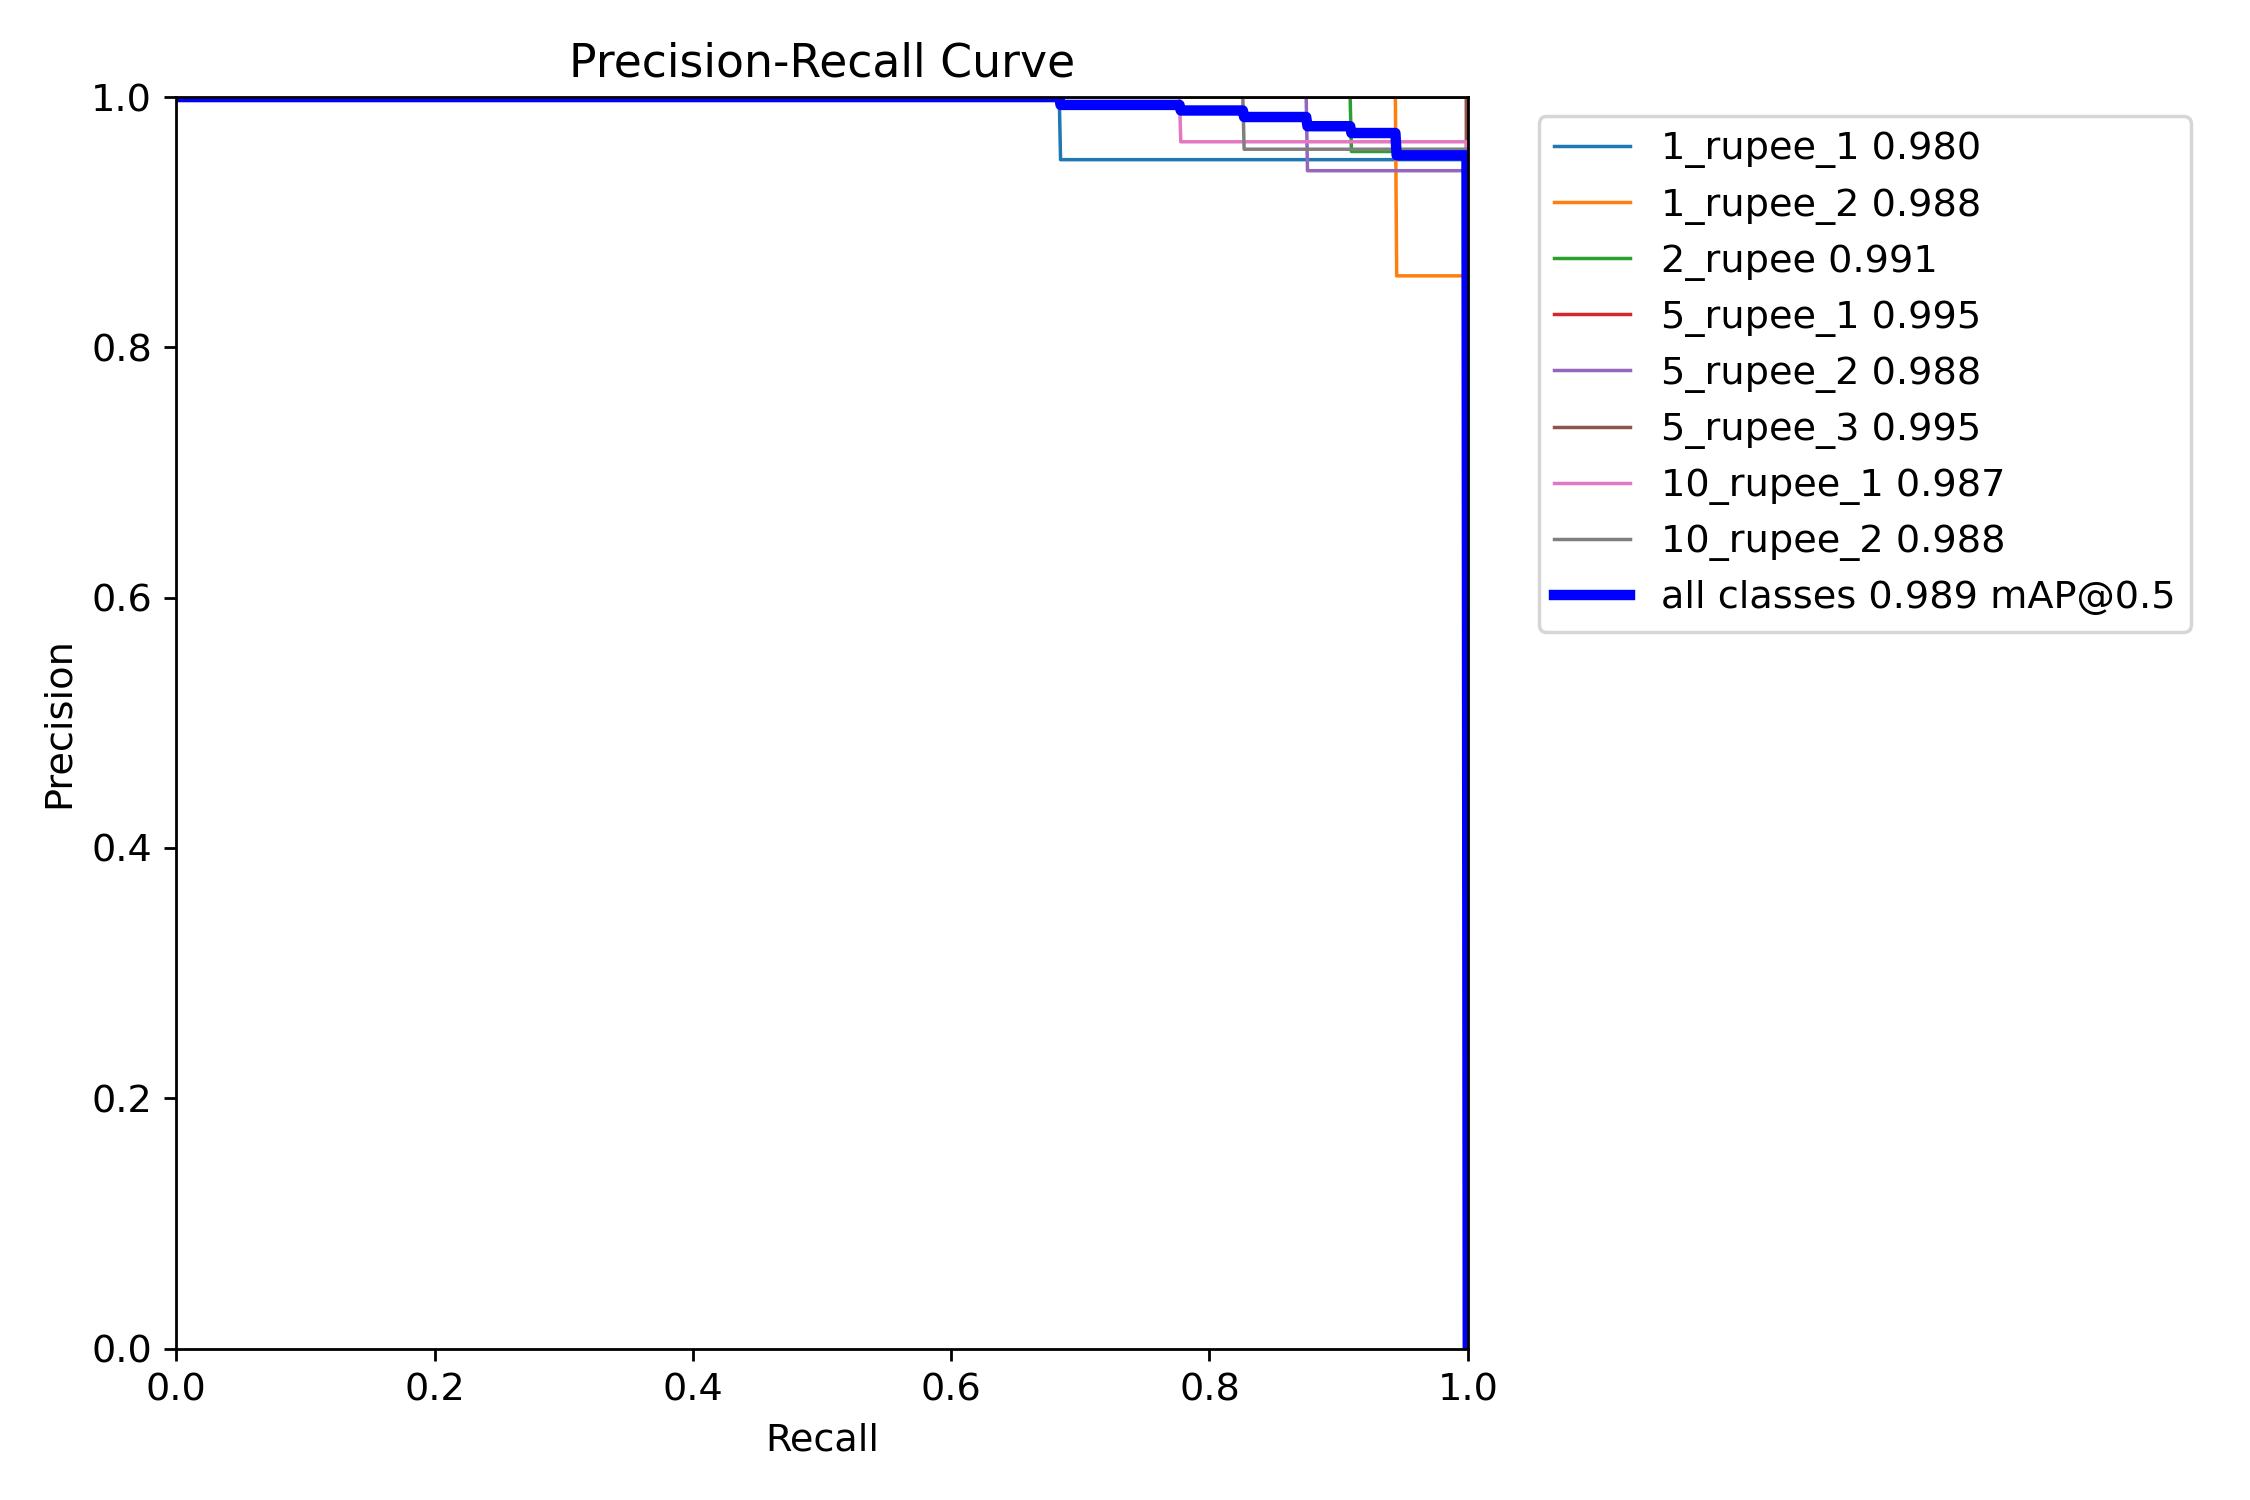 Precision-Recall Curve
1.0
0.8
0.6
0.4
0.2
0.0
Precision
0.0 0.2 0.4 0.6 0.8 1.0
Recall
1_rupee_1 0.980
1_rupee_2 0.988
2_rupee 0.991
5_rupee_1 0.995
5_rupee_2 0.988
5_rupee_3 0.995
10_rupee_1 0.987
10_rupee_2 0.988
all classes 0.989 mAP@0.5